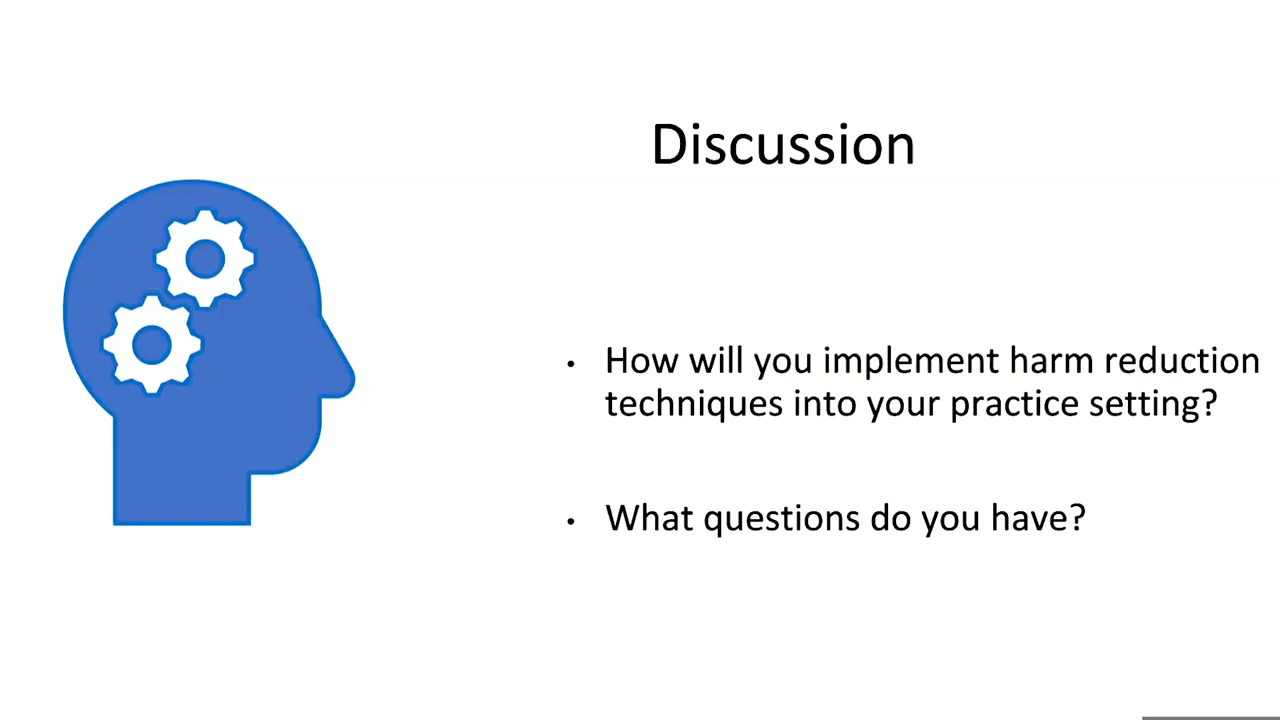 Discussion
• How will you implement harm reduction
techniques into your practice setting?
• What questions do you have?